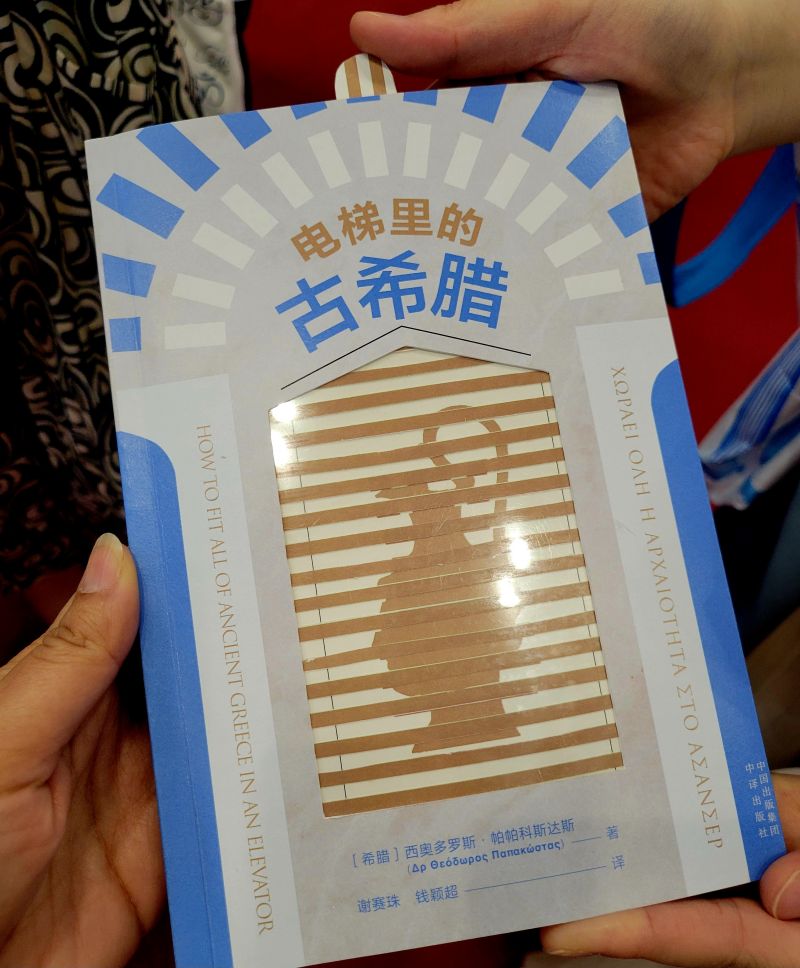 电梯里的
古希腊
HOW TO FIT ALL OF ANCIENT GREECE IN AN ELEVATOR
ΧΩΡΑΕΙ ΟΛΗ Η ΑΡΧΑΙΟΤΗΤΑ ΣΤΟ ΑΣΑΝΣΕΡ
[希腊] 西奥多罗斯·帕帕科斯达斯 著
(Δρ Θεόδωρος Παπακώστας)
谢赛珠 钱颖超 译
中国出版集团
中译出版社